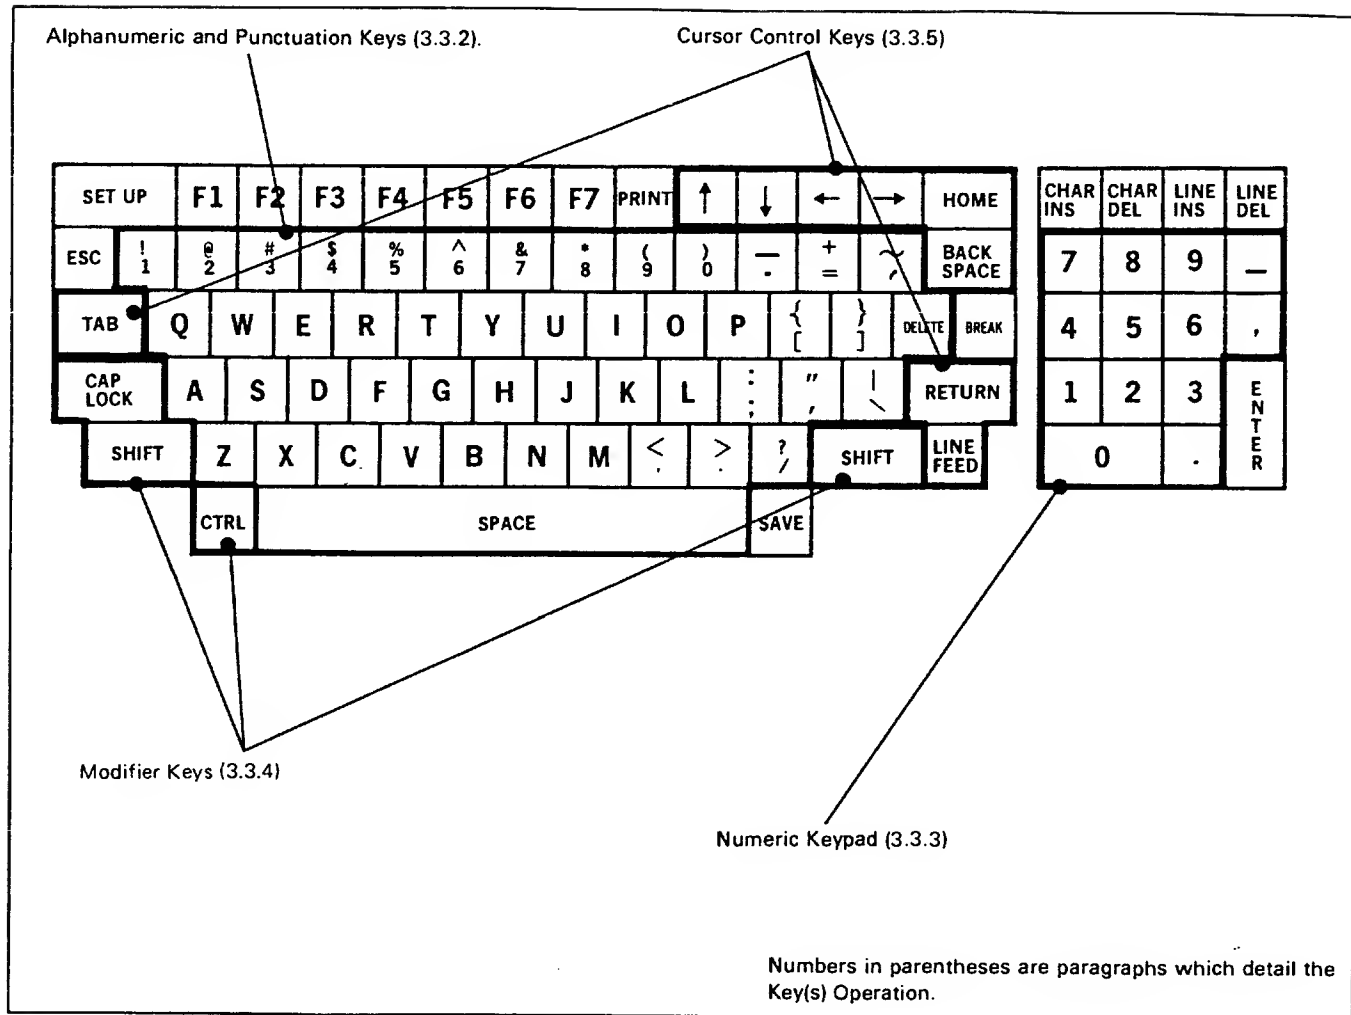 Alphanumeric and Punctuation Keys (3.3.2). Cursor Control Keys (3.3.5)
SET UP F1 F2 F3 F4 F5 F6 F7 PRINT ↑ ↓ ← → HOME CHAR INS CHAR DEL LINE INS LINE DEL
ESC ! 1 @ 2 # 3 $ 4 % 5 ^ 6 & 7 * 8 ( 9 ) 0 — - + = ~ ' BACK SPACE 7 8 9 —
TAB Q W E R T Y U I O P { [ } ] DELETE BREAK 4 5 6 ,
CAP LOCK A S D F G H J K L : ; " ' | \ RETURN 1 2 3 ENTER
SHIFT Z X C V B N M < , > . ? / SHIFT LINE FEED 0 .
CTRL SPACE SAVE
Modifier Keys (3.3.4)
Numeric Keypad (3.3.3)
Numbers in parentheses are paragraphs which detail the
Key(s) Operation.